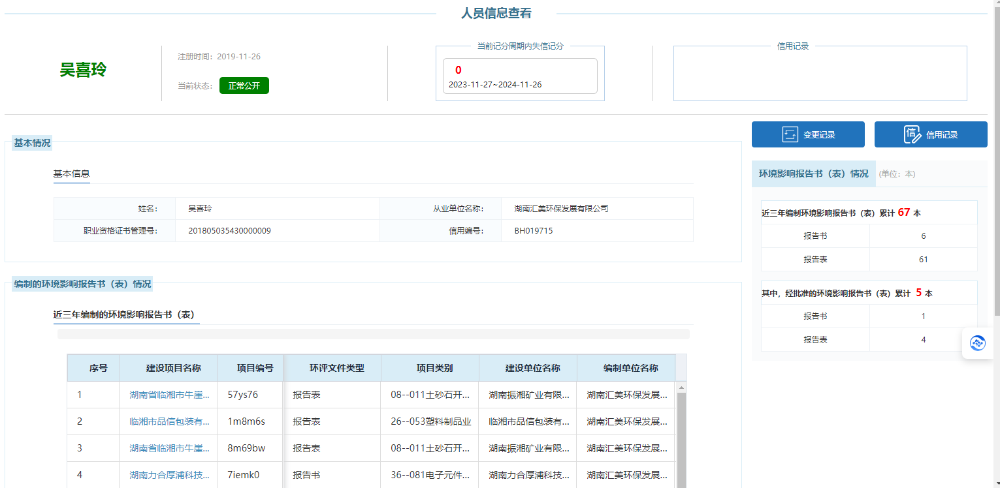 人员信息查看
吴喜玲
注册时间：2019-11-26
当前状态：正常公开
当前记分周期内失信记分
0
2023-11-27~2024-11-26
信用记录
变更记录
信用记录
基本情况
基本信息
姓名： 吴喜玲 从业单位名称： 湖南汇美环保发展有限公司
职业资格证书管理号： 201805035430000009 信用编号： BH019715
编制的环境影响报告书（表）情况
近三年编制的环境影响报告书（表）
序号 建设项目名称 项目编号 环评文件类型 项目类别 建设单位名称 编制单位名称
1 湖南省临湘市牛崖... 57ys76 报告表 08--011土砂石开... 湖南振湘矿业有限... 湖南汇美环保发展...
2 临湘市品信包装有... 1m8m6s 报告表 26--053塑料制品业 临湘市品信包装有... 湖南汇美环保发展...
3 湖南省临湘市牛崖... 8m69bw 报告表 08--011土砂石开... 湖南振湘矿业有限... 湖南汇美环保发展...
4 湖南力合厚浦科技... 7iemk0 报告书 36--081电子元件... 湖南力合厚浦科技... 湖南汇美环保发展...
环境影响报告书（表）情况 (单位：本)
近三年编制环境影响报告书（表）累计 67 本
报告书 6
报告表 61
其中，经批准的环境影响报告书（表）累计 5 本
报告书 1
报告表 4